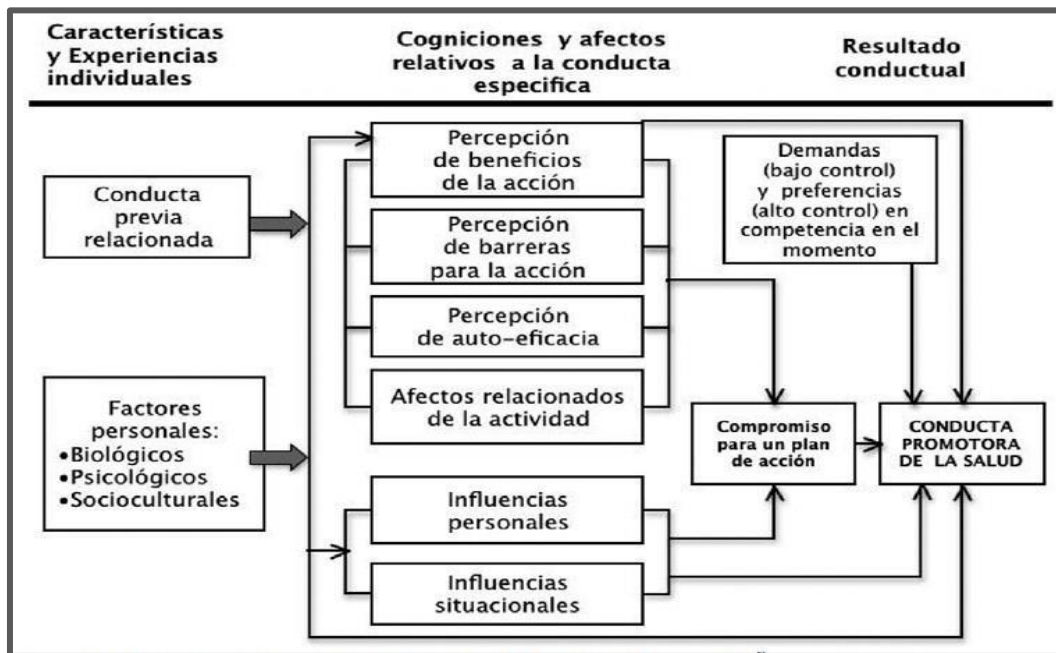 Características
y Experiencias
individuales
Cogniciones y afectos
relativos a la conducta
especifica
Resultado
conductual
Conducta
previa
relacionada
Factores
personales:
•Biológicos
•Psicológicos
•Socioculturales
Percepción
de beneficios
de la acción
Percepción
de barreras
para la acción
Percepción
de auto-eficacia
Afectos relacionados
de la actividad
Influencias
personales
Influencias
situacionales
Demandas
(bajo control)
y preferencias
(alto control) en
competencia en el
momento
Compromiso
para un plan
de acción
CONDUCTA
PROMOTORA
DE LA SALUD